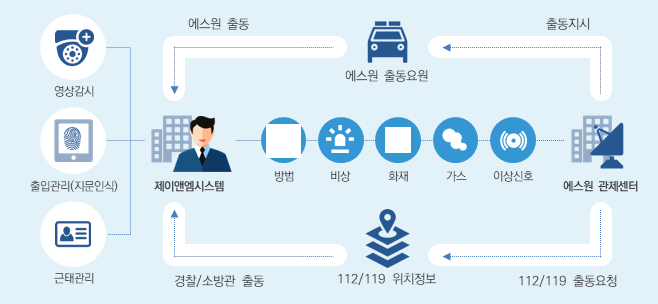 에스원 출동
출동지시
영상감시
에스원 출동요원
출입관리(지문인식)
제이앤엠시스템
방범
비상
화재
가스
이상신호
에스원 관제센터
근태관리
경찰/소방관 출동
112/119 위치정보
112/119 출동요청